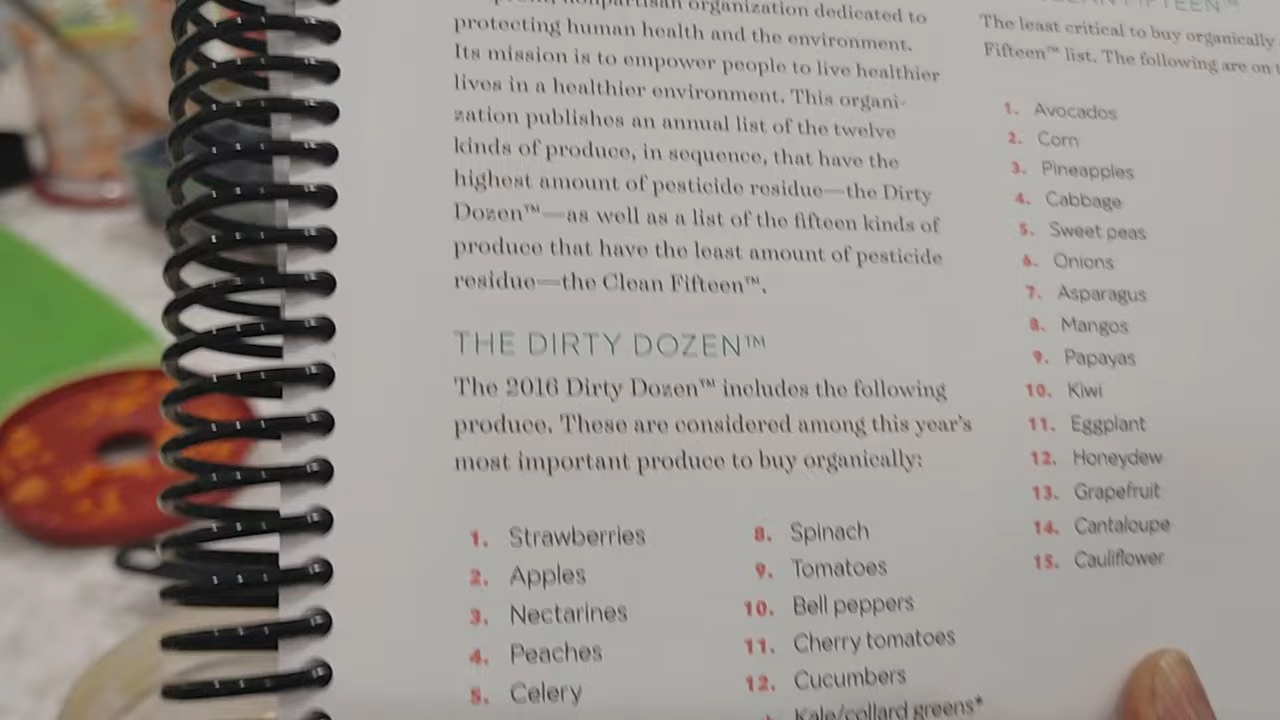 nonpartisan organization dedicated to
protecting human health and the environment.
Its mission is to empower people to live healthier
lives in a healthier environment. This organi-
zation publishes an annual list of the twelve
kinds of produce, in sequence, that have the
highest amount of pesticide residue—the Dirty
Dozen™—as well as a list of the fifteen kinds of
produce that have the least amount of pesticide
residue—the Clean Fifteen™.
THE DIRTY DOZEN™
The 2016 Dirty Dozen™ includes the following
produce. These are considered among this year's
most important produce to buy organically:
1. Strawberries
2. Apples
3. Nectarines
4. Peaches
5. Celery
8. Spinach
9. Tomatoes
10. Bell peppers
11. Cherry tomatoes
12. Cucumbers
Kale/collard greens*
FIFTEEN™
The least critical to buy organically
Fifteen™ list. The following are on
1. Avocados
2. Corn
3. Pineapples
4. Cabbage
5. Sweet peas
6. Onions
7. Asparagus
8. Mangos
9. Papayas
10. Kiwi
11. Eggplant
12. Honeydew
13. Grapefruit
14. Cantaloupe
15. Cauliflower